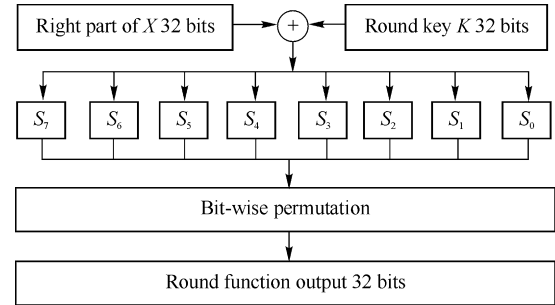 Right part of X 32 bits
+
Round key K 32 bits
S₇ S₆ S₅ S₄ S₃ S₂ S₁ S₀
Bit-wise permutation
Round function output 32 bits